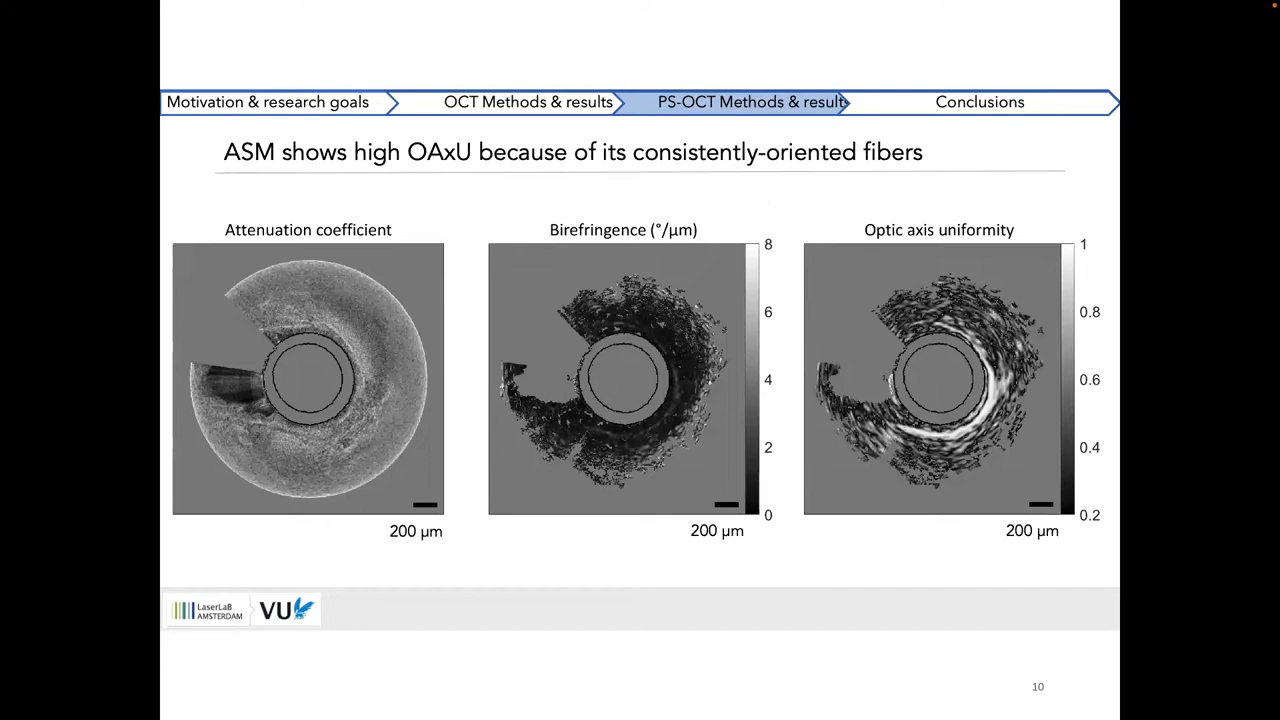 Motivation & research goals
OCT Methods & results
PS-OCT Methods & results
Conclusions
ASM shows high OAxU because of its consistently-oriented fibers
Attenuation coefficient
200 µm
Birefringence (°/µm)
8
6
4
2
0
200 µm
Optic axis uniformity
1
0.8
0.6
0.4
0.2
200 µm
LaserLaB
AMSTERDAM
VU
10